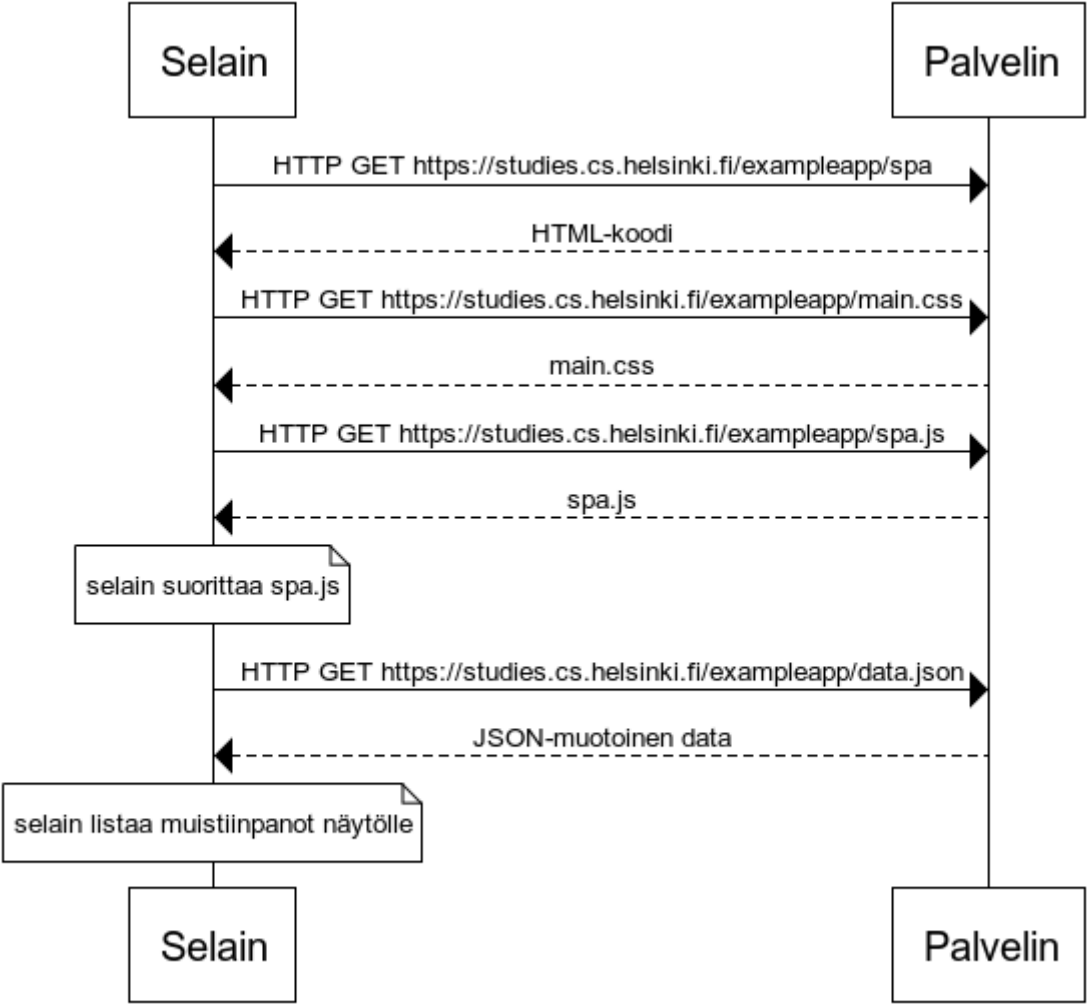 Selain
Palvelin
HTTP GET https://studies.cs.helsinki.fi/exampleapp/spa
HTML-koodi
HTTP GET https://studies.cs.helsinki.fi/exampleapp/main.css
main.css
HTTP GET https://studies.cs.helsinki.fi/exampleapp/spa.js
spa.js
selain suorittaa spa.js
HTTP GET https://studies.cs.helsinki.fi/exampleapp/data.json
JSON-muotoinen data
selain listaa muistiinpanot näytölle
Selain
Palvelin